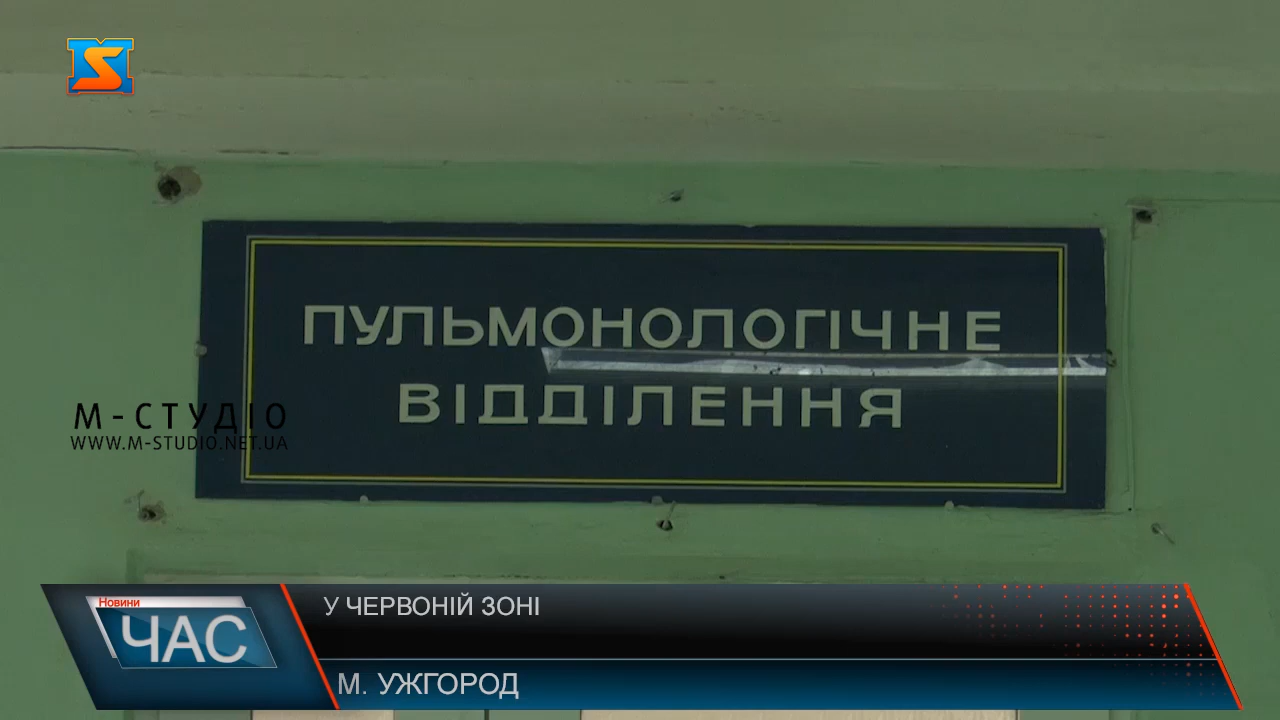 ПУЛЬМОНОЛОГІЧНЕ
ВІДДІЛЕННЯ
М-СТУДІО
WWW.M-STUDIO.NET.UA
Новини
ЧАС
У ЧЕРВОНІЙ ЗОНІ
М. УЖГОРОД